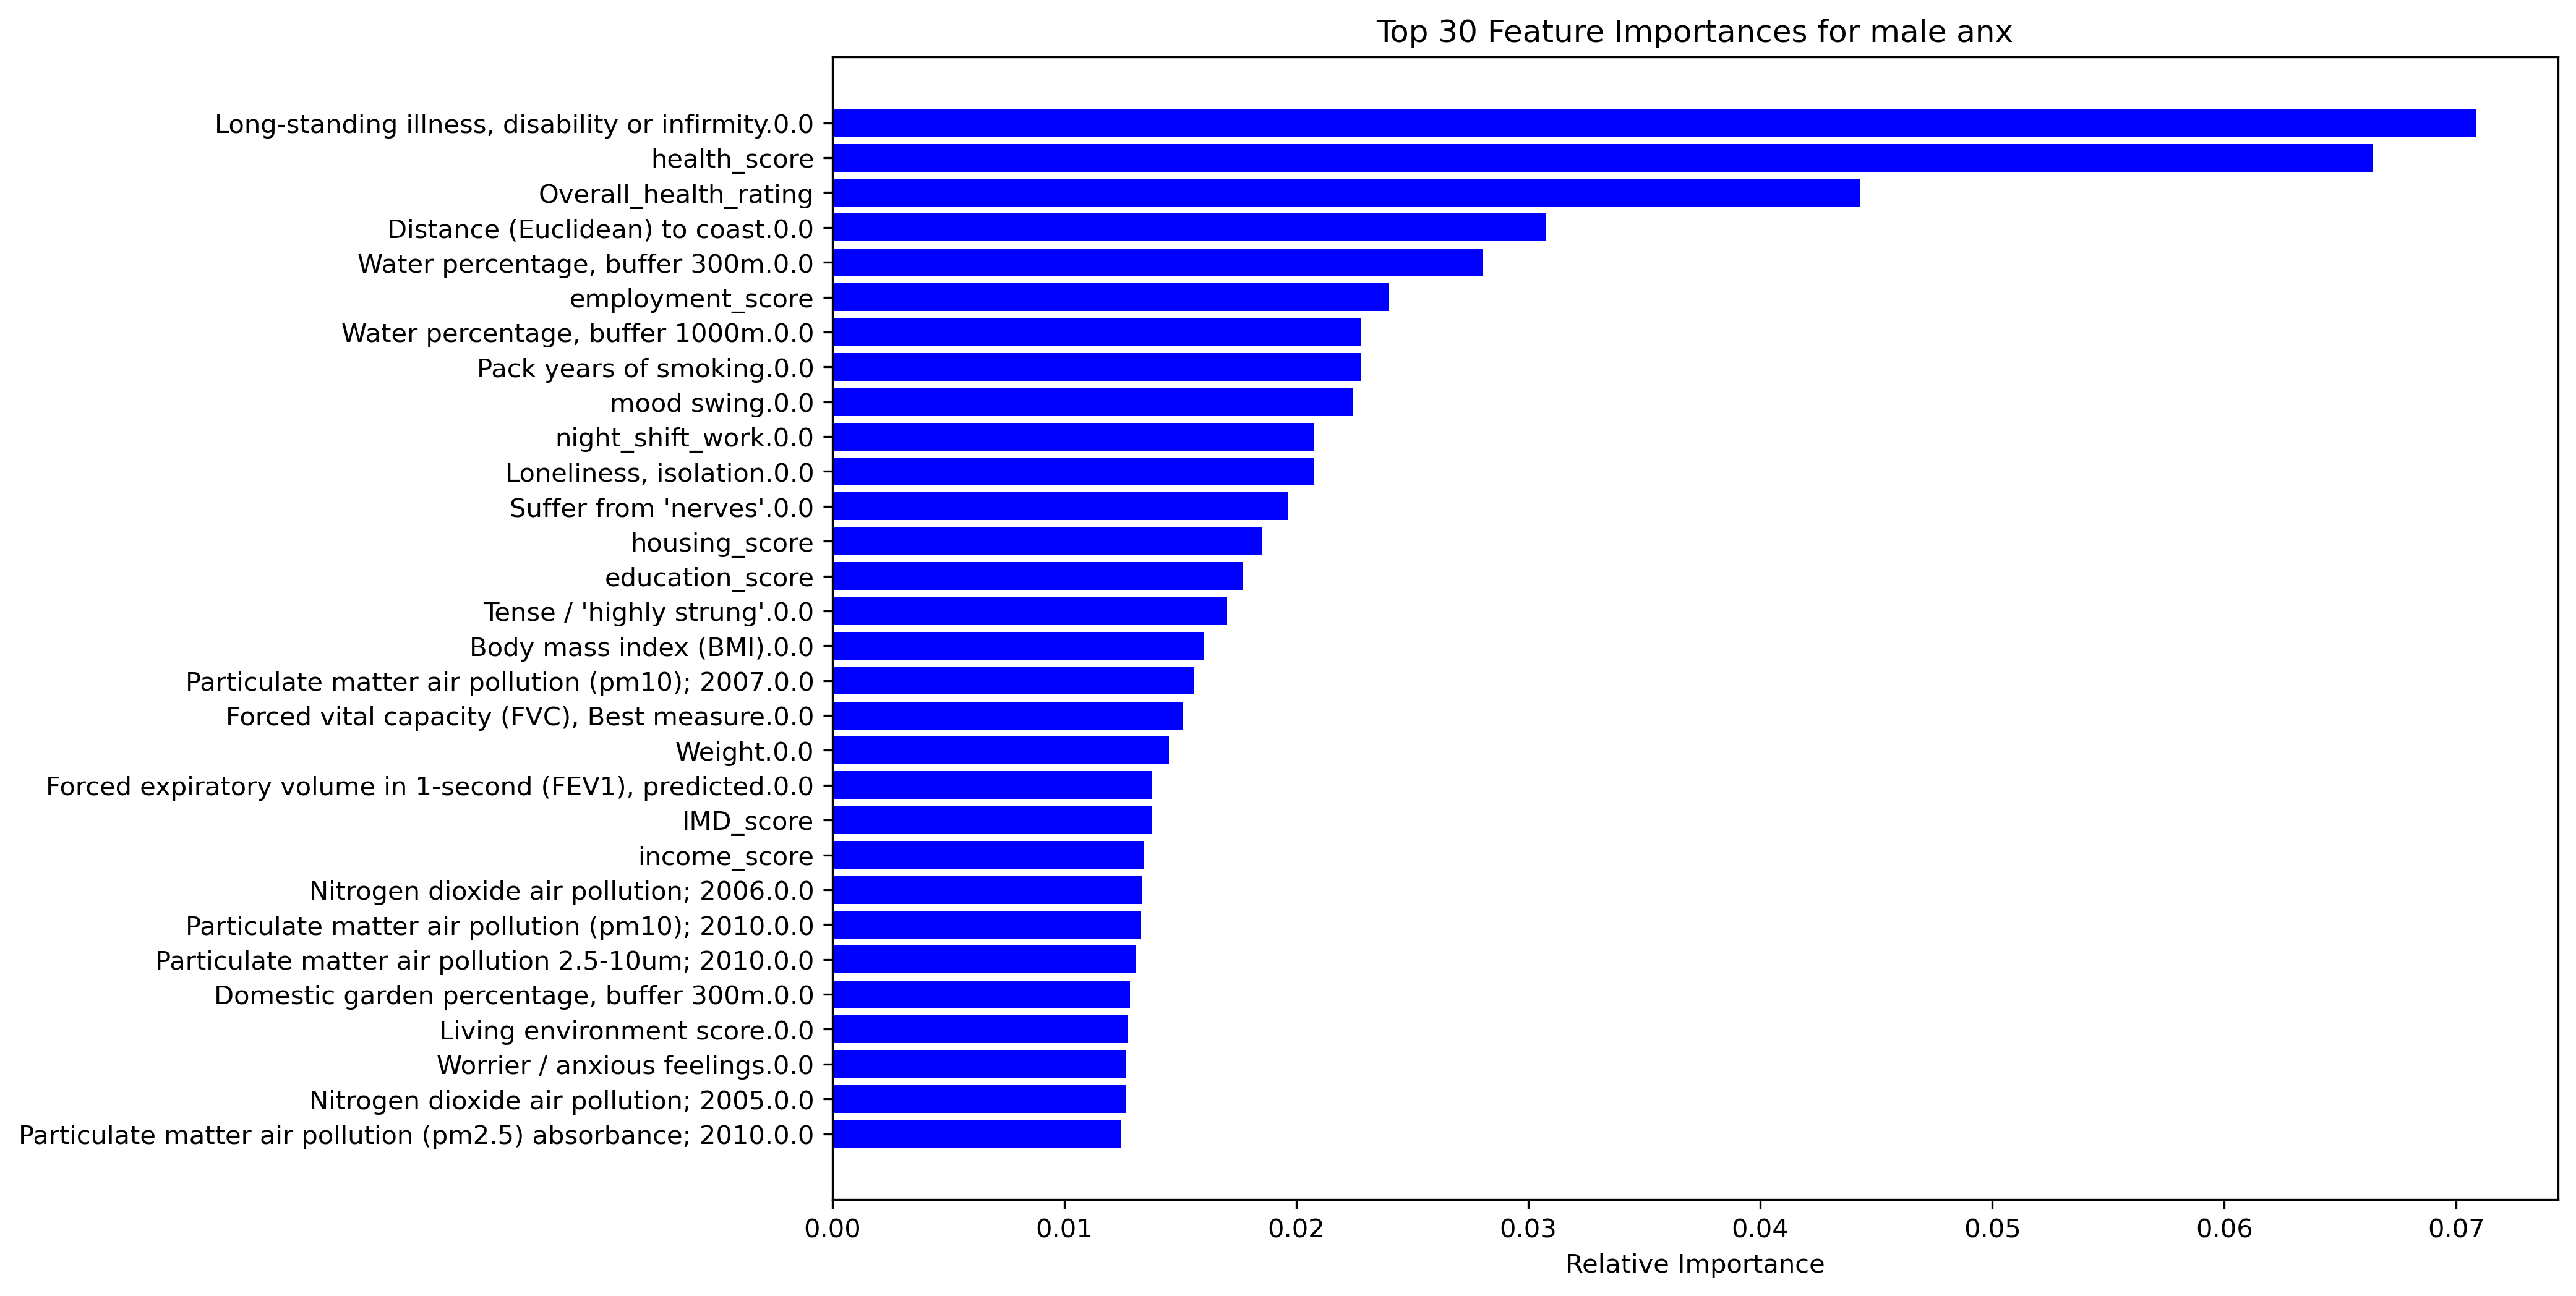 Top 30 Feature Importances for male anx
Long-standing illness, disability or infirmity.0.0
health_score
Overall_health_rating
Distance (Euclidean) to coast.0.0
Water percentage, buffer 300m.0.0
employment_score
Water percentage, buffer 1000m.0.0
Pack years of smoking.0.0
mood swing.0.0
night_shift_work.0.0
Loneliness, isolation.0.0
Suffer from 'nerves'.0.0
housing_score
education_score
Tense / 'highly strung'.0.0
Body mass index (BMI).0.0
Particulate matter air pollution (pm10); 2007.0.0
Forced vital capacity (FVC), Best measure.0.0
Weight.0.0
Forced expiratory volume in 1-second (FEV1), predicted.0.0
IMD_score
income_score
Nitrogen dioxide air pollution; 2006.0.0
Particulate matter air pollution (pm10); 2010.0.0
Particulate matter air pollution 2.5-10um; 2010.0.0
Domestic garden percentage, buffer 300m.0.0
Living environment score.0.0
Worrier / anxious feelings.0.0
Nitrogen dioxide air pollution; 2005.0.0
Particulate matter air pollution (pm2.5) absorbance; 2010.0.0
0.00 0.01 0.02 0.03 0.04 0.05 0.06 0.07
Relative Importance